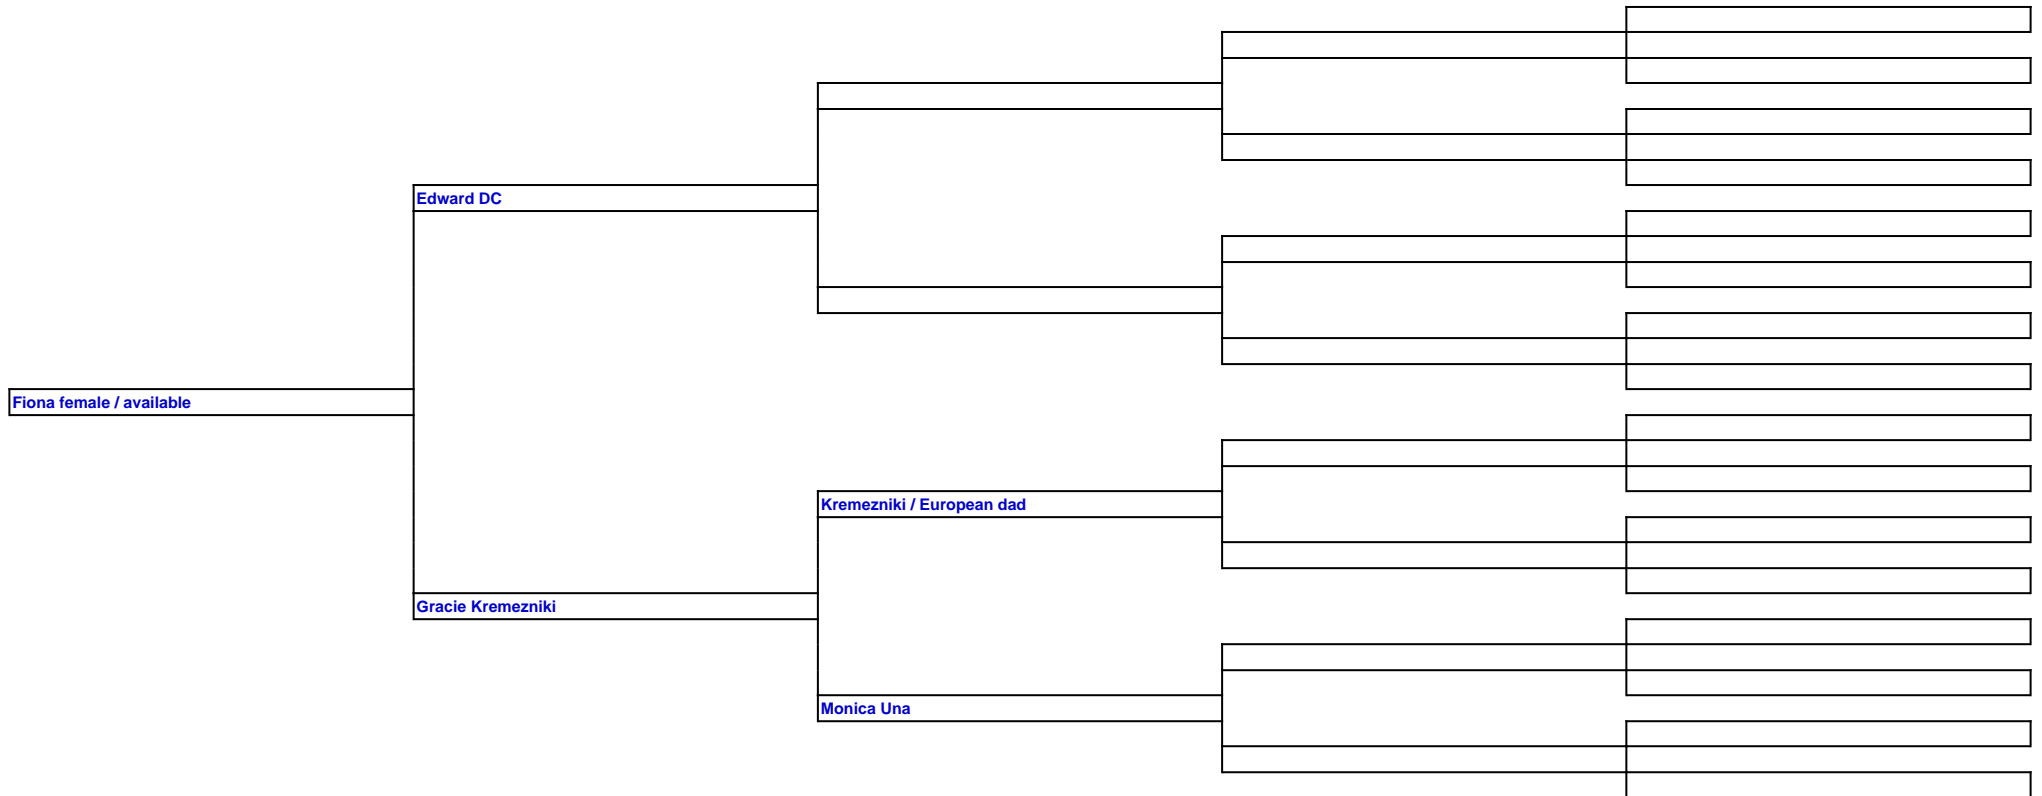 Edward DC
Fiona female / available
Kremezniki / European dad
Gracie Kremezniki
Monica Una